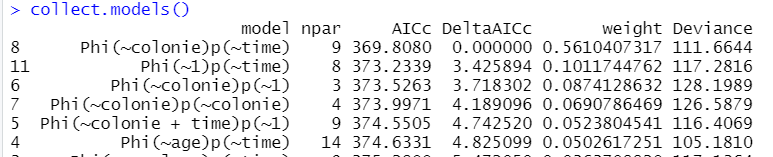 > collect.models()
model npar AICc DeltaAICc weight Deviance
8 Phi(~colonie)p(~time) 9 369.8080 0.000000 0.5610407317 111.6644
11 Phi(~1)p(~time) 8 373.2339 3.425894 0.1011744762 117.2816
6 Phi(~colonie)p(~1) 3 373.5263 3.718302 0.0874128632 128.1989
7 Phi(~colonie)p(~colonie) 4 373.9971 4.189096 0.0690786469 126.5879
5 Phi(~colonie + time)p(~1) 9 374.5505 4.742520 0.0523804541 116.4069
4 Phi(~age)p(~time) 14 374.6331 4.825099 0.0502617251 105.1810